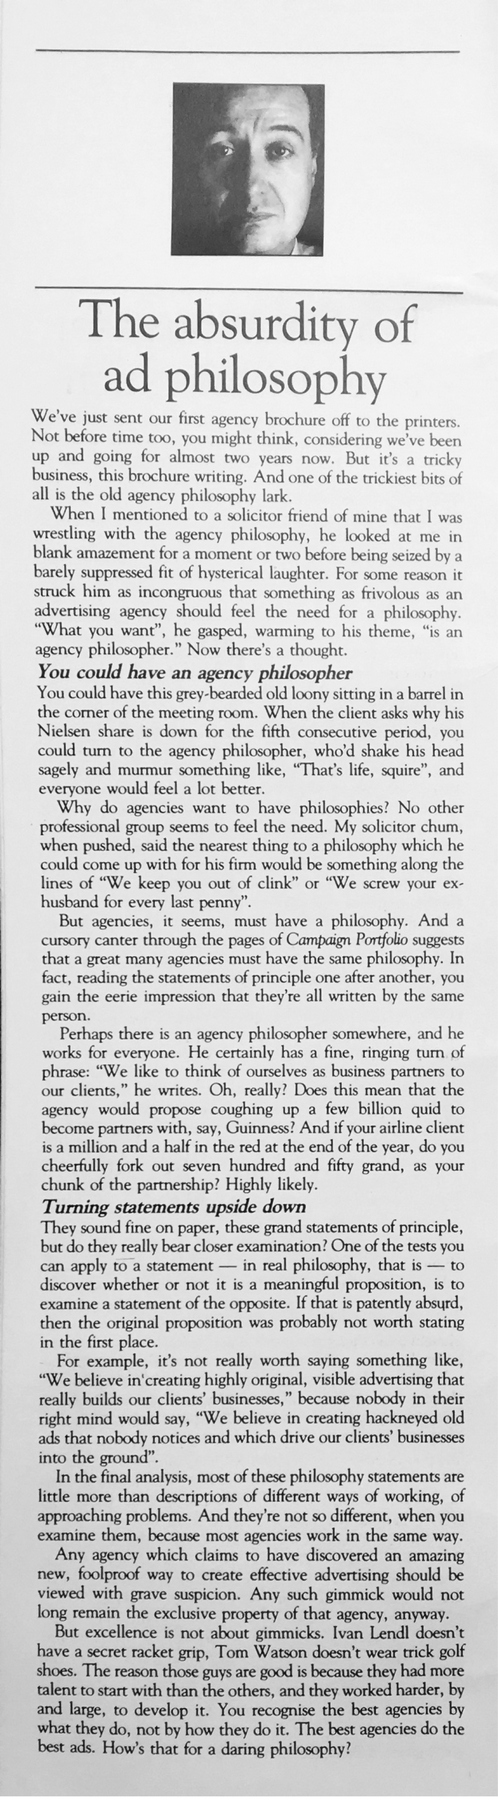 The absurdity of
ad philosophy
We've just sent our first agency brochure off to the printers.
Not before time too, you might think, considering we've been
up and going for almost two years now. But it's a tricky
business, this brochure writing. And one of the trickiest bits of
all is the old agency philosophy lark.
When I mentioned to a solicitor friend of mine that I was
wrestling with the agency philosophy, he looked at me in
blank amazement for a moment or two before being seized by a
barely suppressed fit of hysterical laughter. For some reason it
struck him as incongruous that something as frivolous as an
advertising agency should feel the need for a philosophy.
"What you want", he gasped, warming to his theme, "is an
agency philosopher." Now there's a thought.
You could have an agency philosopher
You could have this grey-bearded old loony sitting in a barrel in
the corner of the meeting room. When the client asks why his
Nielsen share is down for the fifth consecutive period, you
could turn to the agency philosopher, who'd shake his head
sagely and murmur something like, "That's life, squire", and
everyone would feel a lot better.
Why do agencies want to have philosophies? No other
professional group seems to feel the need. My solicitor chum,
when pushed, said the nearest thing to a philosophy which he
could come up with for his firm would be something along the
lines of "We keep you out of clink" or "We screw your ex-
husband for every last penny".
But agencies, it seems, must have a philosophy. And a
cursory canter through the pages of Campaign Portfolio suggests
that a great many agencies must have the same philosophy. In
fact, reading the statements of principle one after another, you
gain the eerie impression that they're all written by the same
person.
Perhaps there is an agency philosopher somewhere, and he
works for everyone. He certainly has a fine, ringing turn of
phrase: "We like to think of ourselves as business partners to
our clients," he writes. Oh, really? Does this mean that the
agency would propose coughing up a few billion quid to
become partners with, say, Guinness? And if your airline client
is a million and a half in the red at the end of the year, do you
cheerfully fork out seven hundred and fifty grand, as your
chunk of the partnership? Highly likely.
Turning statements upside down
They sound fine on paper, these grand statements of principle,
but do they really bear closer examination? One of the tests you
can apply to a statement — in real philosophy, that is — to
discover whether or not it is a meaningful proposition, is to
examine a statement of the opposite. If that is patently absurd,
then the original proposition was probably not worth stating
in the first place.
For example, it's not really worth saying something like,
"We believe in creating highly original, visible advertising that
really builds our clients' businesses," because nobody in their
right mind would say, "We believe in creating hackneyed old
ads that nobody notices and which drive our clients' businesses
into the ground".
In the final analysis, most of these philosophy statements are
little more than descriptions of different ways of working, of
approaching problems. And they're not so different, when you
examine them, because most agencies work in the same way.
Any agency which claims to have discovered an amazing
new, foolproof way to create effective advertising should be
viewed with grave suspicion. Any such gimmick would not
long remain the exclusive property of that agency, anyway.
But excellence is not about gimmicks. Ivan Lendl doesn't
have a secret racket grip, Tom Watson doesn't wear trick golf
shoes. The reason those guys are good is because they had more
talent to start with than the others, and they worked harder, by
and large, to develop it. You recognise the best agencies by
what they do, not by how they do it. The best agencies do the
best ads. How's that for a daring philosophy?